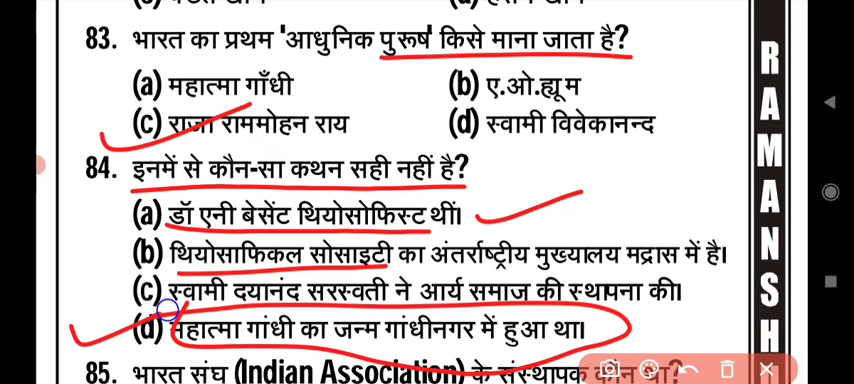 83. भारत का प्रथम 'आधुनिक पुरूष' किसे माना जाता है?
(a) महात्मा गाँधी (b) ए.ओ.ह्यूम
(c) राजा राममोहन राय (d) स्वामी विवेकानन्द
84. इनमें से कौन-सा कथन सही नहीं है?
(a) डॉ एनी बेसेंट थियोसोफिस्ट थीं।
(b) थियोसाफिकल सोसाइटी का अंतर्राष्ट्रीय मुख्यालय मद्रास में है।
(c) स्वामी दयानंद सरस्वती ने आर्य समाज की स्थापना की।
(d) महात्मा गांधी का जन्म गांधीनगर में हुआ था।
85. भारत संघ (Indian Association) के संस्थापक कौन था?
RAMANSH